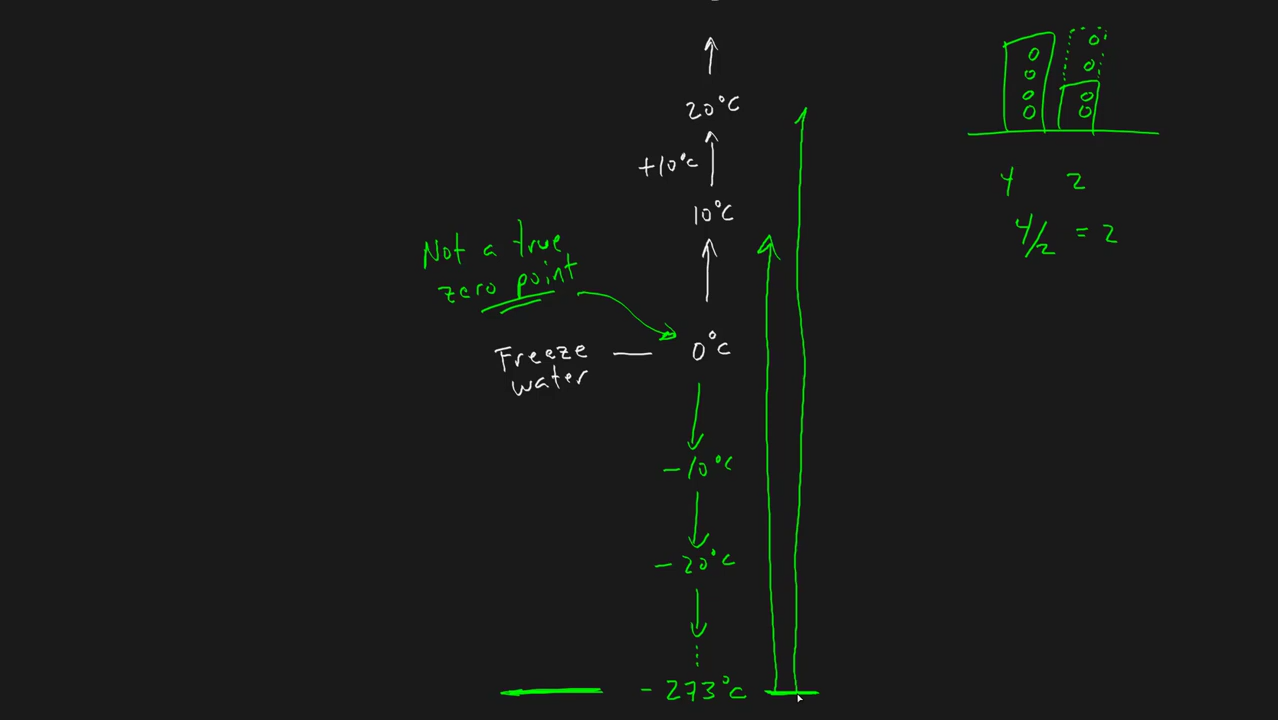 20°C
+10°C
10°C
Not a true
zero point
0°C
Freeze
water
-10°C
-20°C
-273°C
4 2
4/2 = 2